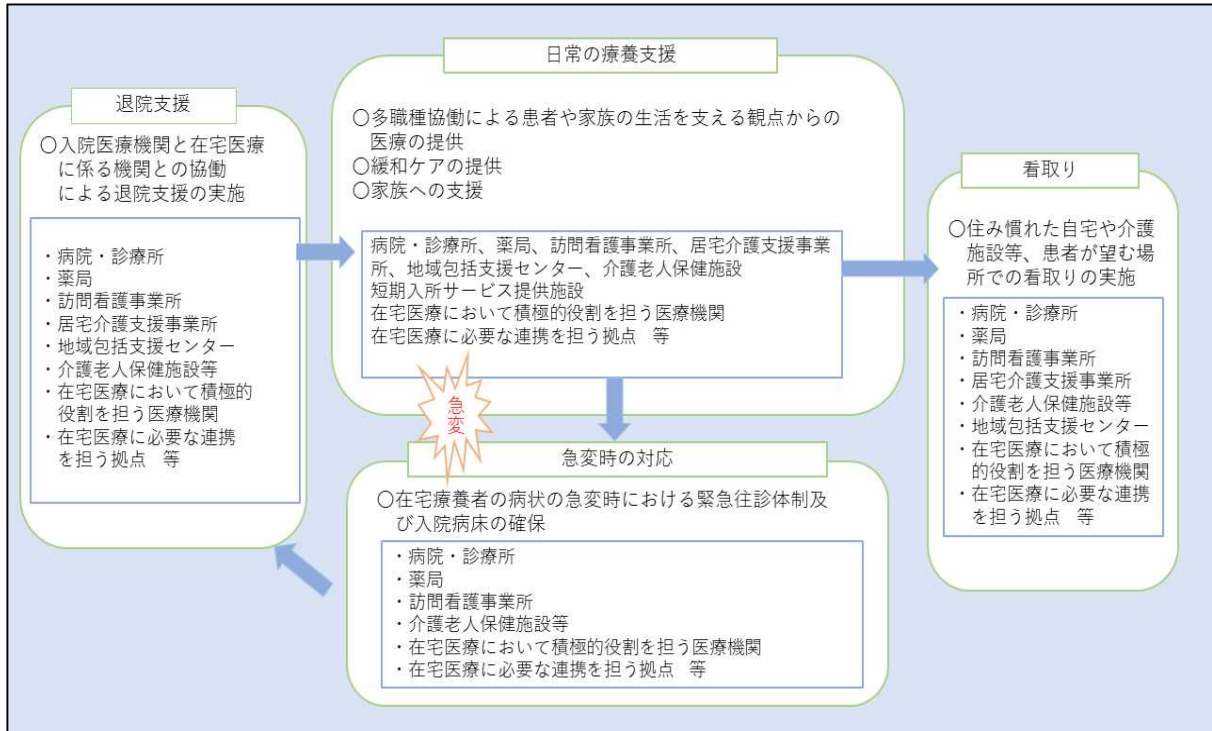 退院支援
〇入院医療機関と在宅医療
に係る機関との協働
による退院支援の実施
・病院・診療所
・薬局
・訪問看護事業所
・居宅介護支援事業所
・地域包括支援センター
・介護老人保健施設等
・在宅医療において積極的
役割を担う医療機関
・在宅医療に必要な連携
を担う拠点　等
日常の療養支援
〇多職種協働による患者や家族の生活を支える観点からの
医療の提供
〇緩和ケアの提供
〇家族への支援
病院・診療所、薬局、訪問看護事業所、居宅介護支援事業
所、地域包括支援センター、介護老人保健施設
短期入所サービス提供施設
在宅医療において積極的役割を担う医療機関
在宅医療に必要な連携を担う拠点　等
急変
急変時の対応
〇在宅療養者の病状の急変時における緊急往診体制及
び入院病床の確保
・病院・診療所
・薬局
・訪問看護事業所
・介護老人保健施設等
・在宅医療において積極的役割を担う医療機関
・在宅医療に必要な連携を担う拠点　等
看取り
〇住み慣れた自宅や介護
施設等、患者が望む場
所での看取りの実施
・病院・診療所
・薬局
・訪問看護事業所
・居宅介護支援事業所
・介護老人保健施設等
・地域包括支援センター
・在宅医療において積極
的役割を担う医療機関
・在宅医療に必要な連携
を担う拠点　等